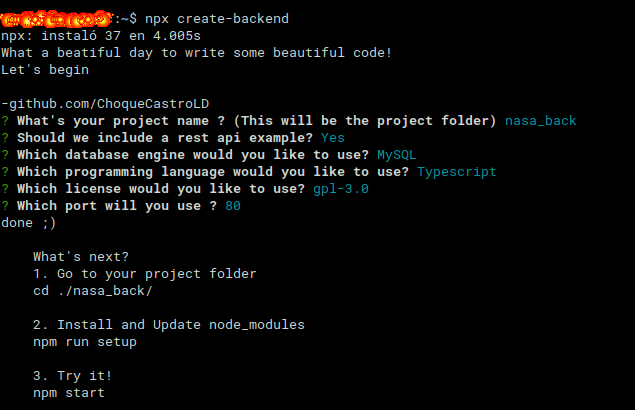 :~$ npx create-backend
npx: instaló 37 en 4.005s
What a beatiful day to write some beautiful code!
Let's begin
-github.com/ChoqueCastroLD
? What's your project name ? (This will be the project folder) nasa_back
? Should we include a rest api example? Yes
? Which database engine would you like to use? MySQL
? Which programming language would you like to use? Typescript
? Which license would you like to use? gpl-3.0
? Which port will you use ? 80
done ;)
What's next?
1. Go to your project folder
cd ./nasa_back/
2. Install and Update node_modules
npm run setup
3. Try it!
npm start